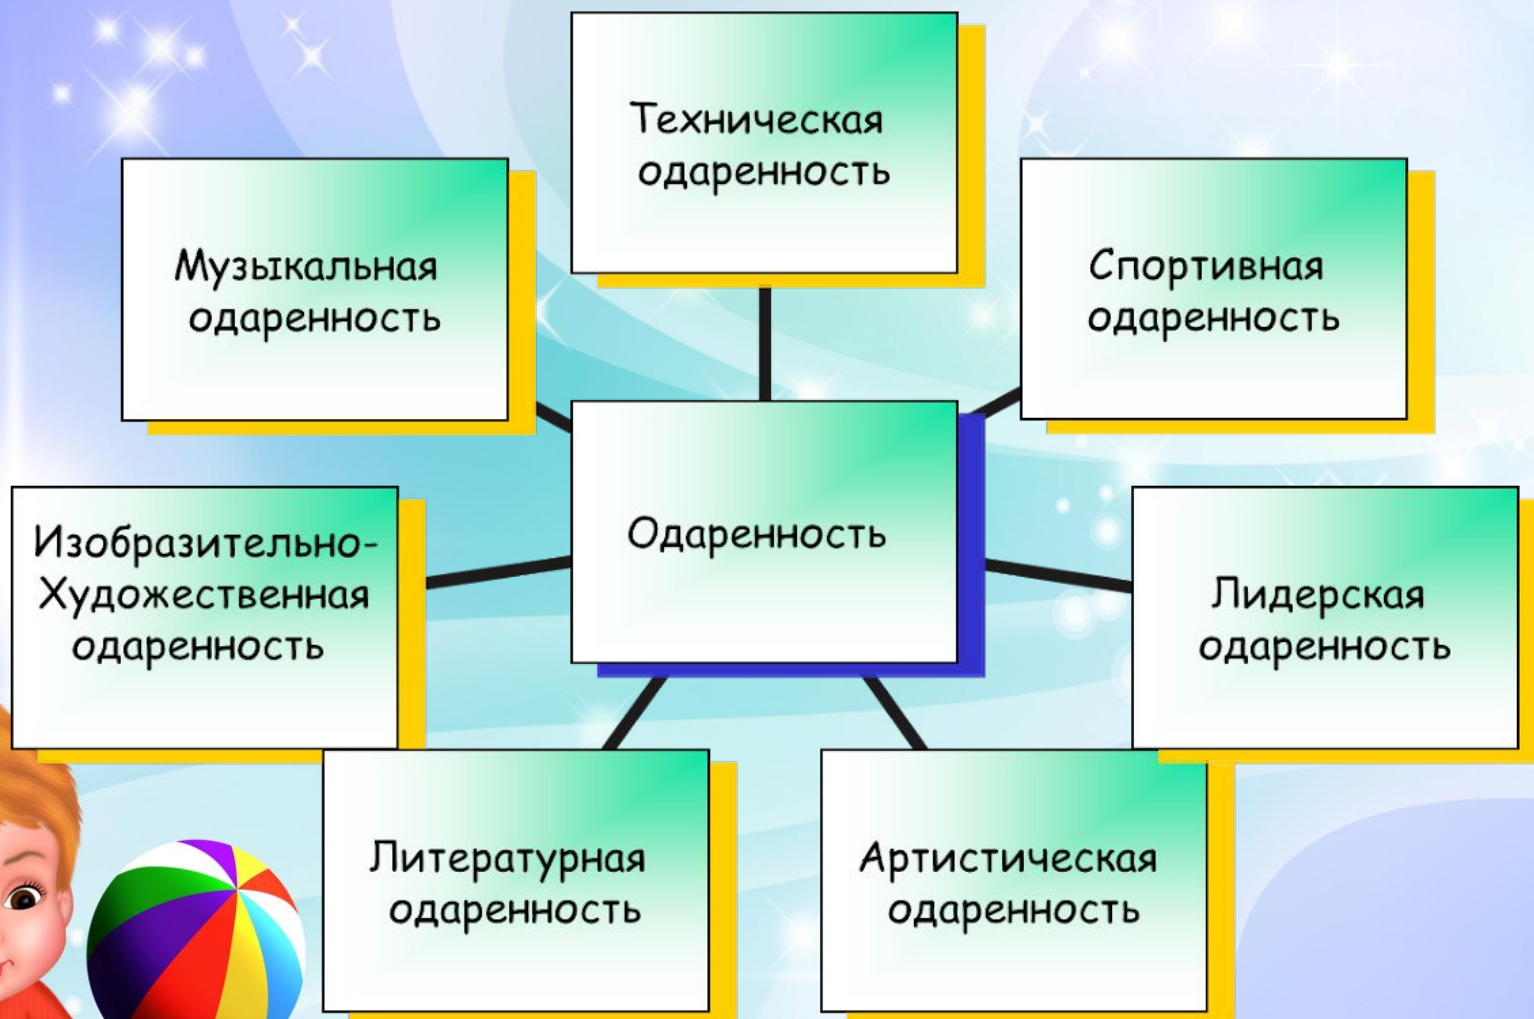 Техническая
одаренность
Музыкальная
одаренность
Спортивная
одаренность
Одаренность
Изобразительно-
Художественная
одаренность
Лидерская
одаренность
Литературная
одаренность
Артистическая
одаренность